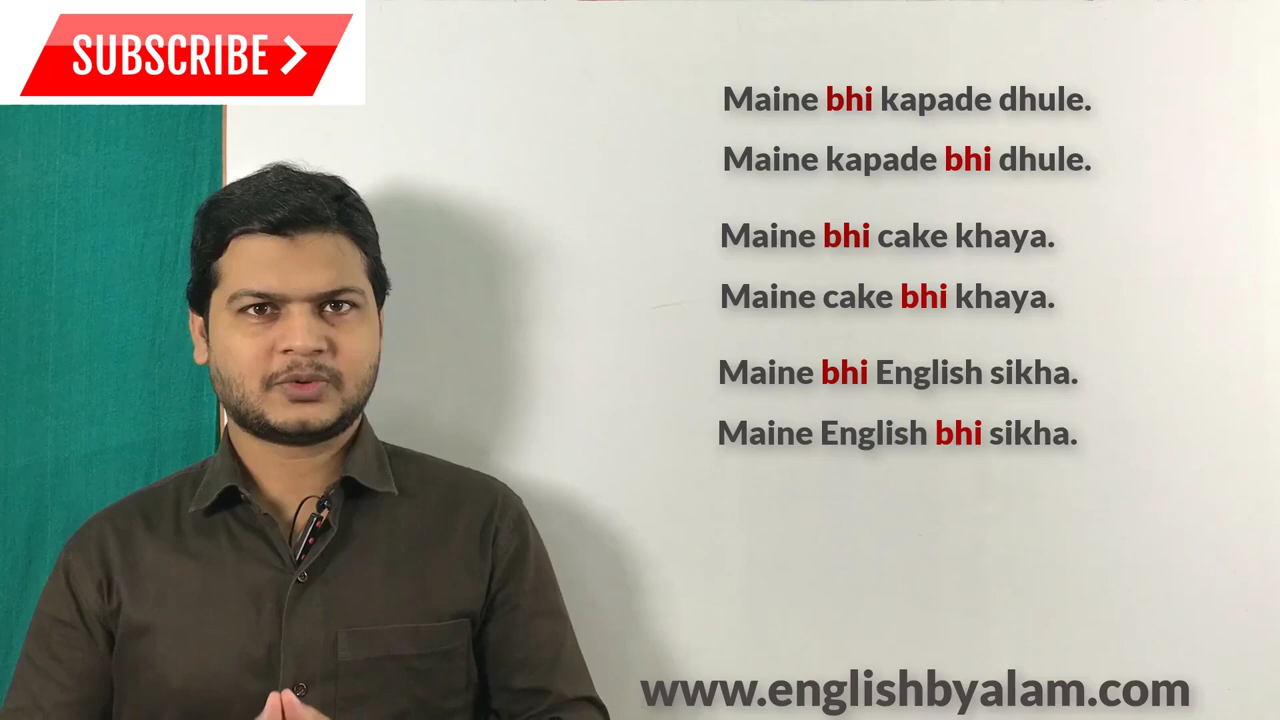 SUBSCRIBE
Maine bhi kapade dhule.
Maine kapade bhi dhule.
Maine bhi cake khaya.
Maine cake bhi khaya.
Maine bhi English sikha.
Maine English bhi sikha.
www.englishbyalam.com